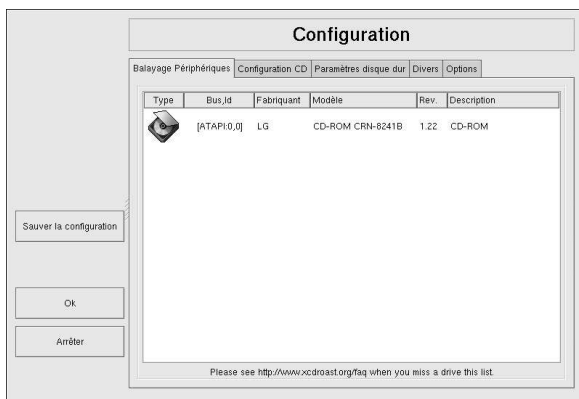 Configuration
Balayage Périphériques Configuration CD Paramètres disque dur Divers Options
Type Bus,Id Fabriquant Modèle Rev. Description
[ATAPI:0,0] LG CD-ROM CRN-8241B 1.22 CD-ROM
Sauver la configuration
Ok
Arrêter
Please see http://www.xcdroast.org/faq when you miss a drive this list.